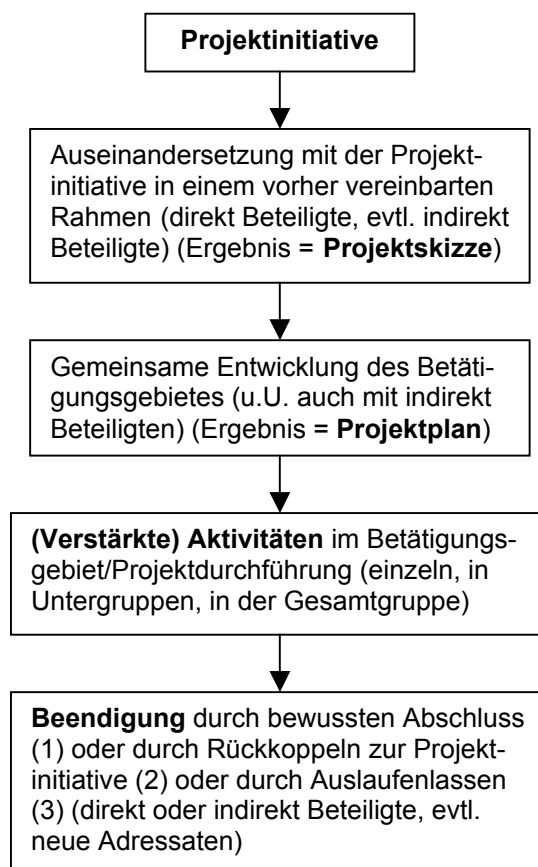 Projektinitiative
Auseinandersetzung mit der Projekt-
initiative in einem vorher vereinbarten
Rahmen (direkt Beteiligte, evtl. indirekt
Beteiligte) (Ergebnis = Projektskizze)
Gemeinsame Entwicklung des Betäti-
gungsgebietes (u.U. auch mit indirekt
Beteiligten) (Ergebnis = Projektplan)
(Verstärkte) Aktivitäten im Betätigungs-
gebiet/Projektdurchführung (einzeln, in
Untergruppen, in der Gesamtgruppe)
Beendigung durch bewussten Abschluss
(1) oder durch Rückkoppeln zur Projekt-
initiative (2) oder durch Auslaufenlassen
(3) (direkt oder indirekt Beteiligte, evtl.
neue Adressaten)